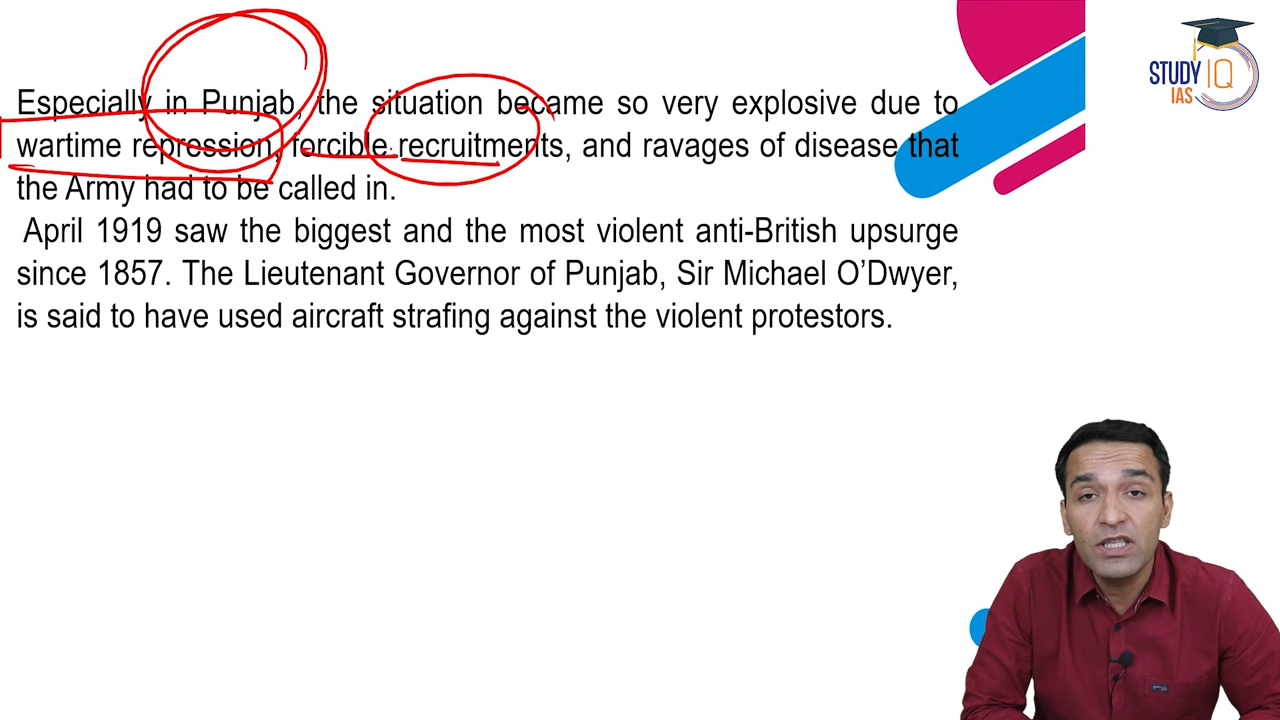 Especially in Punjab, the situation became so very explosive due to
wartime repression, forcible recruitments, and ravages of disease that
the Army had to be called in.
April 1919 saw the biggest and the most violent anti-British upsurge
since 1857. The Lieutenant Governor of Punjab, Sir Michael O’Dwyer,
is said to have used aircraft strafing against the violent protestors.
STUDY IQ
IAS